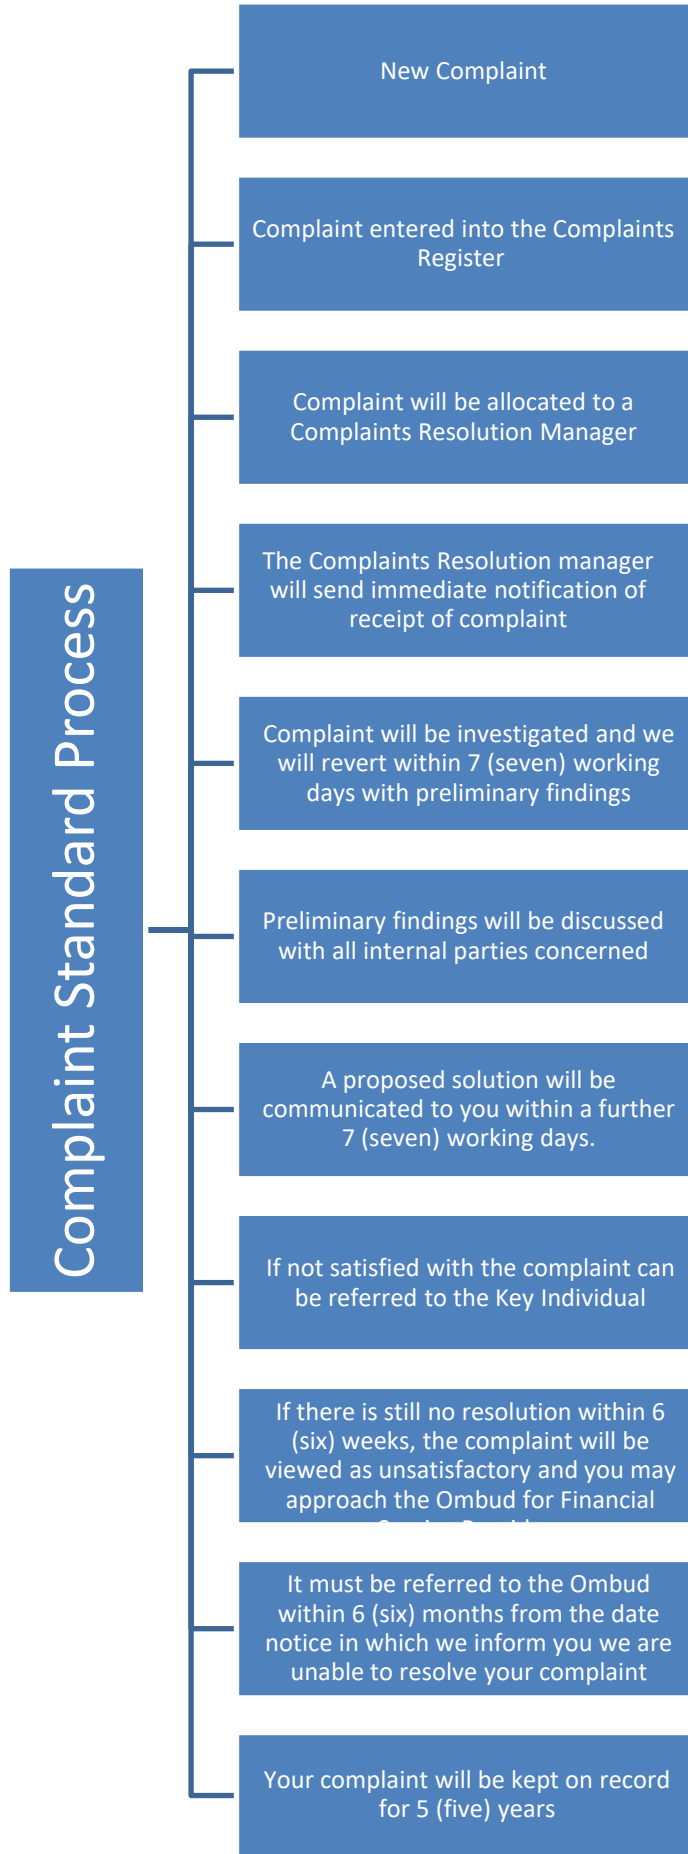 Complaint Standard Process
New Complaint
Complaint entered into the Complaints
Register
Complaint will be allocated to a
Complaints Resolution Manager
The Complaints Resolution manager
will send immediate notification of
receipt of complaint
Complaint will be investigated and we
will revert within 7 (seven) working
days with preliminary findings
Preliminary findings will be discussed
with all internal parties concerned
A proposed solution will be
communicated to you within a further
7 (seven) working days.
If not satisfied with the complaint can
be referred to the Key Individual
If there is still no resolution within 6
(six) weeks, the complaint will be
viewed as unsatisfactory and you may
approach the Ombud for Financial
It must be referred to the Ombud
within 6 (six) months from the date
notice in which we inform you we are
unable to resolve your complaint
Your complaint will be kept on record
for 5 (five) years